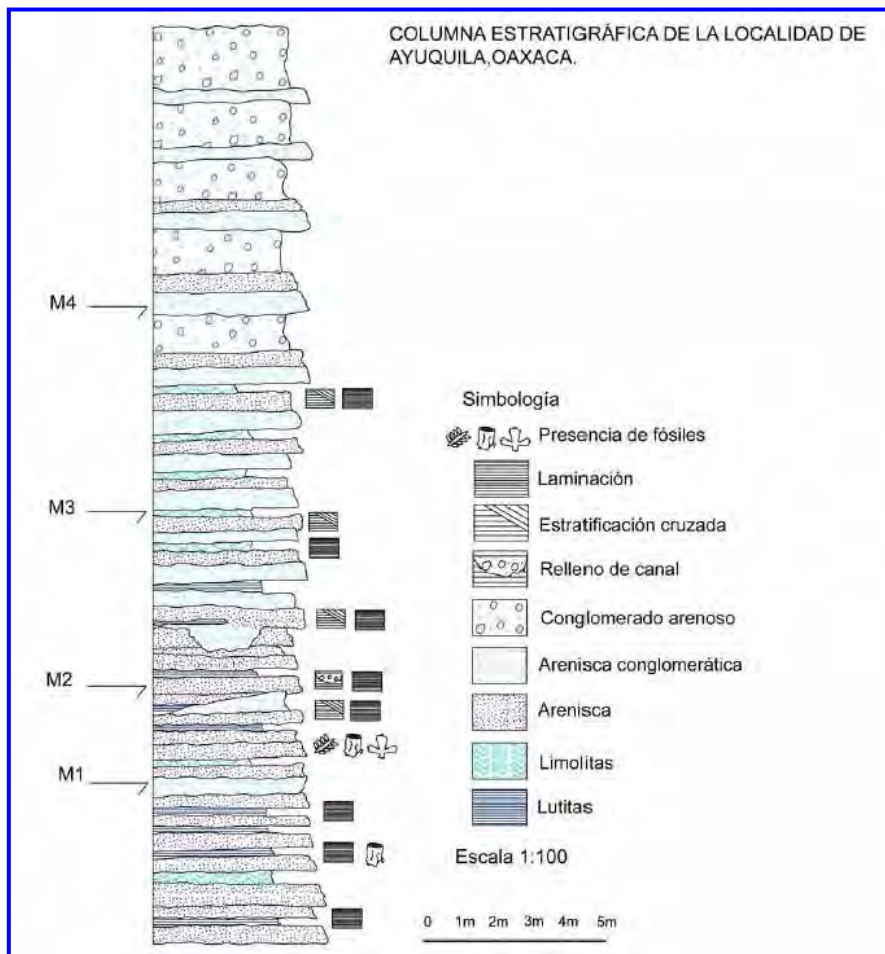 COLUMNA ESTRATIGRÁFICA DE LA LOCALIDAD DE
AYUQUILA,OAXACA.
M4
M3
M2
M1
Simbología
Presencia de fósiles
Laminación
Estratificación cruzada
Relleno de canal
Conglomerado arenoso
Arenisca conglomerática
Arenisca
Limolitas
Lutitas
Escala 1:100
0 1m 2m 3m 4m 5m